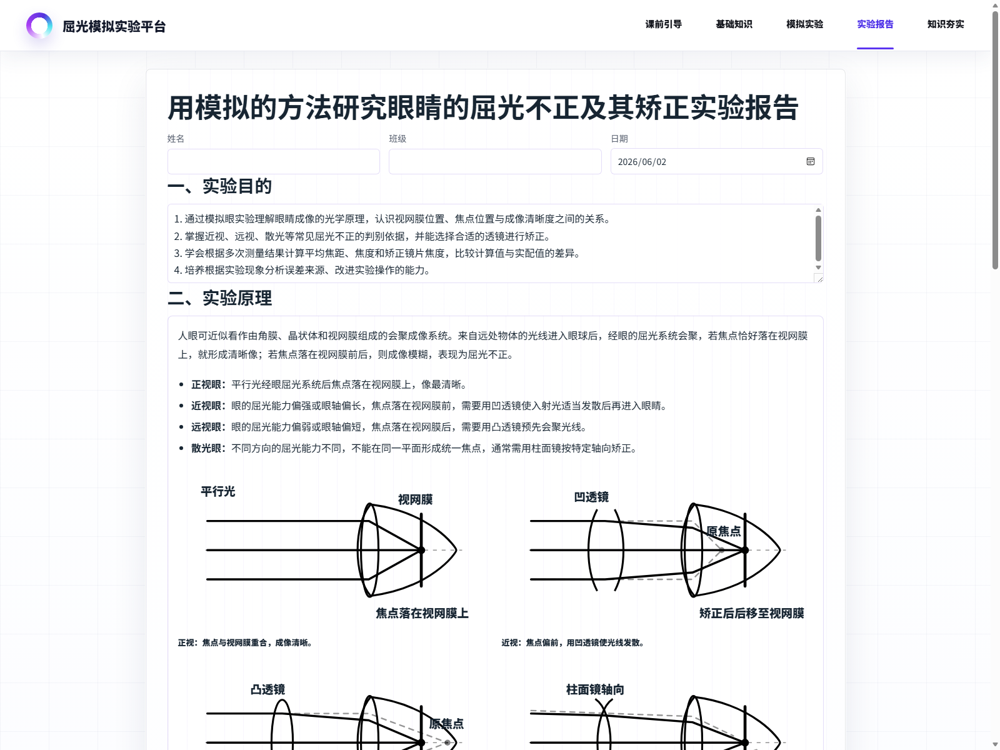 屈光模拟实验平台
课前引导
基础知识
模拟实验
实验报告
知识夯实
用模拟的方法研究眼睛的屈光不正及其矫正实验报告
姓名
班级
日期
2026/06/02
一、实验目的
1. 通过模拟眼实验理解眼睛成像的光学原理，认识视网膜位置、焦点位置与成像清晰度之间的关系。
2. 掌握近视、远视、散光等常见屈光不正的判别依据，并能选择合适的透镜进行矫正。
3. 学会根据多次测量结果计算平均焦距、焦度和矫正镜片焦度，比较计算值与实配值的差异。
4. 培养根据实验现象分析误差来源、改进实验操作的能力。
二、实验原理
人眼可近似看作由角膜、晶状体和视网膜组成的会聚成像系统。来自远处物体的光线进入眼球后，经眼的屈光系统会聚，若焦点恰好落在视网膜
上，就形成清晰像；若焦点落在视网膜前后，则成像模糊，表现为屈光不正。
正视眼：平行光经眼屈光系统后焦点落在视网膜上，像最清晰。
近视眼：眼的屈光能力偏强或眼轴偏长，焦点落在视网膜前，需要用凹透镜使入射光适当发散后再进入眼睛。
远视眼：眼的屈光能力偏弱或眼轴偏短，焦点落在视网膜后，需要用凸透镜预先会聚光线。
散光眼：不同方向的屈光能力不同，不能在同一平面形成统一焦点，通常需用柱面镜按特定轴向矫正。
平行光
视网膜
焦点落在视网膜上
正视：焦点与视网膜重合，成像清晰。
凹透镜
原焦点
矫正后后移至视网膜
近视：焦点偏前，用凹透镜使光线发散。
凸透镜
原焦点
柱面镜轴向